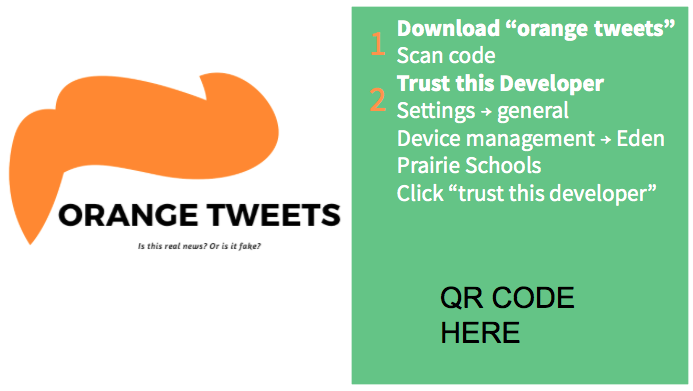 ORANGE TWEETS
Is this real news? Or is it fake?
1
Download “orange tweets”
Scan code
2
Trust this Developer
Settings → general
Device management → Eden
Prairie Schools
Click “trust this developer”
QR CODE
HERE